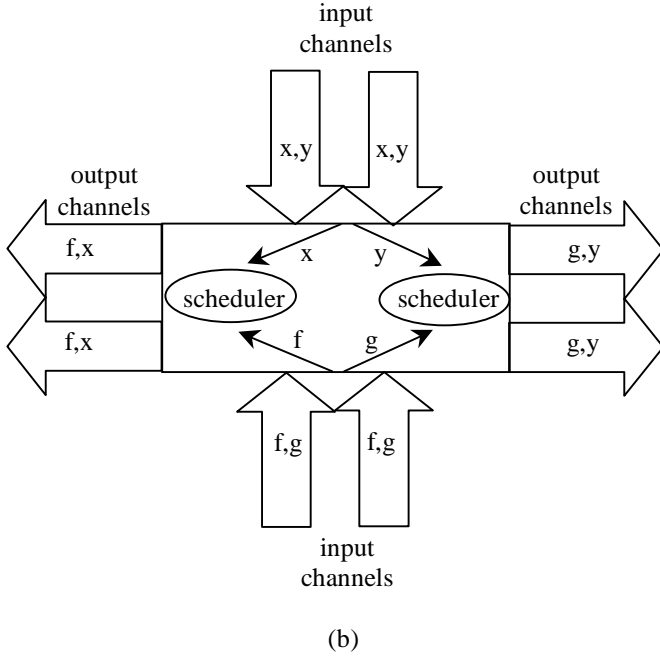 input
channels
x,y
x,y
output
channels
output
channels
f,x
x
y
g,y
scheduler
scheduler
f,x
f
g
g,y
f,g
f,g
input
channels
(b)